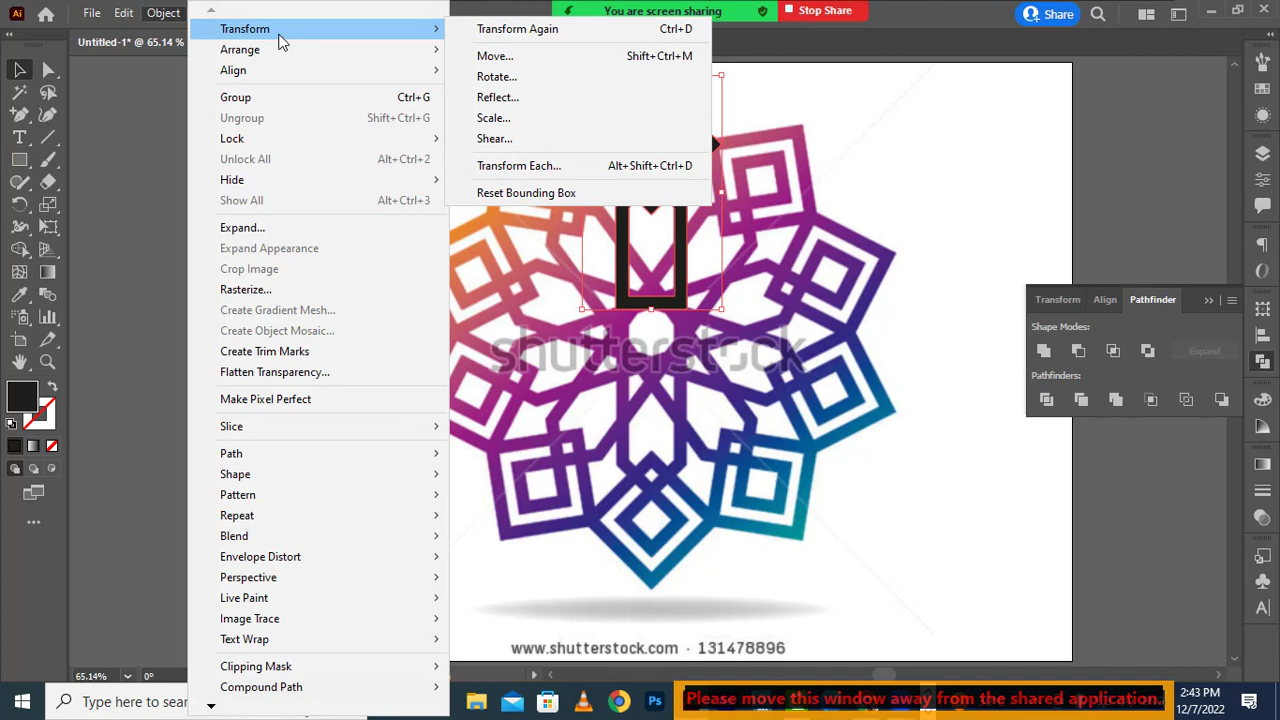 Ai File Edit Object
You are screen sharing
Stop Share
Share
Untitled-1* @ 65.14 %
Transform
Arrange
Align
Group Ctrl+G
Ungroup Shift+Ctrl+G
Lock
Unlock All Alt+Ctrl+2
Hide
Show All Alt+Ctrl+3
Expand...
Expand Appearance
Crop Image
Rasterize...
Create Gradient Mesh...
Create Object Mosaic...
Create Trim Marks
Flatten Transparency...
Make Pixel Perfect
Slice
Path
Shape
Pattern
Repeat
Blend
Envelope Distort
Perspective
Live Paint
Image Trace
Text Wrap
Clipping Mask
Compound Path
Transform Again Ctrl+D
Move... Shift+Ctrl+M
Rotate...
Reflect...
Scale...
Shear...
Transform Each... Alt+Shift+Ctrl+D
Reset Bounding Box
shutterstock
www.shutterstock.com · 131478896
Transform Align Pathfinder
Shape Modes:
Expand
Pathfinders:
65.14% 0°
Type here to
Ps
Please move this window away from the shared application.
2:43 PM
12/7/2022